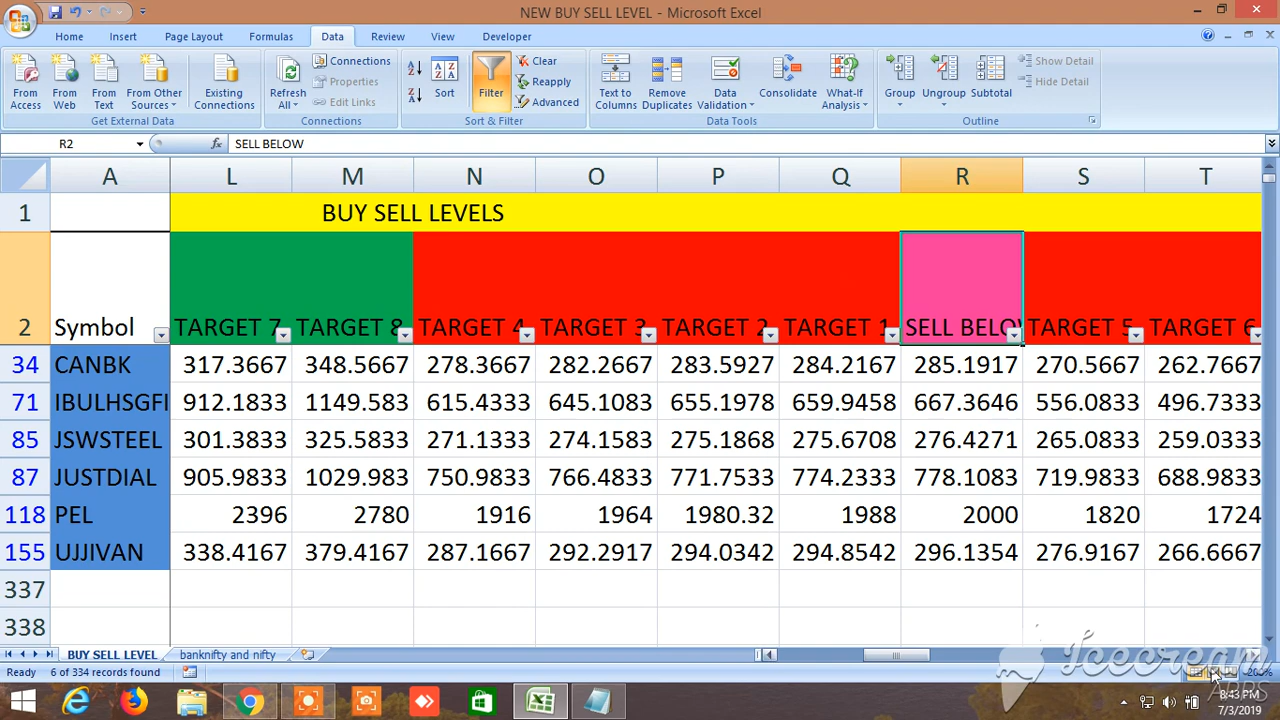 NEW BUY SELL LEVEL - Microsoft Excel
Home Insert Page Layout Formulas Data Review View Developer
From Access
From Web
From Text
From Other Sources
Existing Connections
Get External Data
Refresh All
Connections
Properties
Edit Links
Connections
Sort
Filter
Clear
Reapply
Advanced
Sort & Filter
Text to Columns
Remove Duplicates
Data Validation
Consolidate
What-If Analysis
Data Tools
Group
Ungroup
Subtotal
Show Detail
Hide Detail
Outline
R2 fx SELL BELOW
A L M N O P Q R S T
1 BUY SELL LEVELS
2 Symbol TARGET 7 TARGET 8 TARGET 4 TARGET 3 TARGET 2 TARGET 1 SELL BELO TARGET 5 TARGET 6
34 CANBK 317.3667 348.5667 278.3667 282.2667 283.5927 284.2167 285.1917 270.5667 262.7667
71 IBULHSGFI 912.1833 1149.583 615.4333 645.1083 655.1978 659.9458 667.3646 556.0833 496.7333
85 JSWSTEEL 301.3833 325.5833 271.1333 274.1583 275.1868 275.6708 276.4271 265.0833 259.0333
87 JUSTDIAL 905.9833 1029.983 750.9833 766.4833 771.7533 774.2333 778.1083 719.9833 688.9833
118 PEL 2396 2780 1916 1964 1980.32 1988 2000 1820 1724
155 UJJIVAN 338.4167 379.4167 287.1667 292.2917 294.0342 294.8542 296.1354 276.9167 266.6667
337
338
BUY SELL LEVEL banknifty and nifty
Ready 6 of 334 records found 200%
Icecream
APPS
8:43 PM
7/3/2019